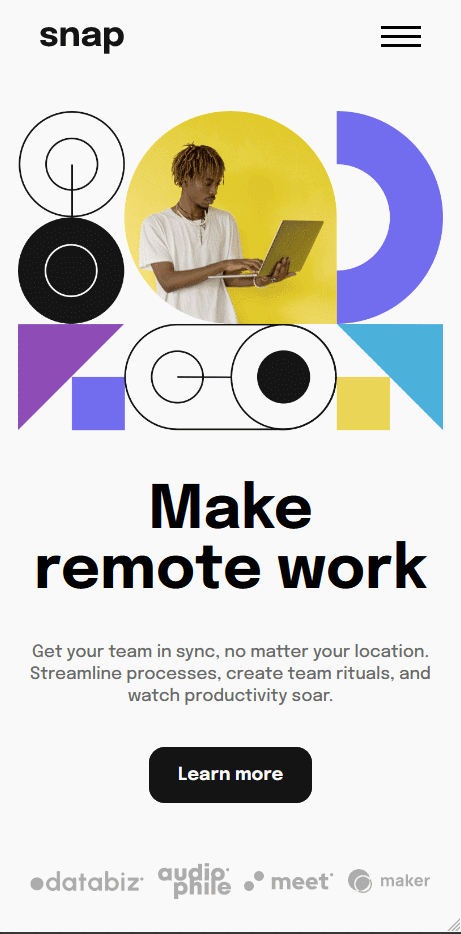 snap
Make
remote work
Get your team in sync, no matter your location.
Streamline processes, create team rituals, and
watch productivity soar.
Learn more
databiz audiophile meet maker